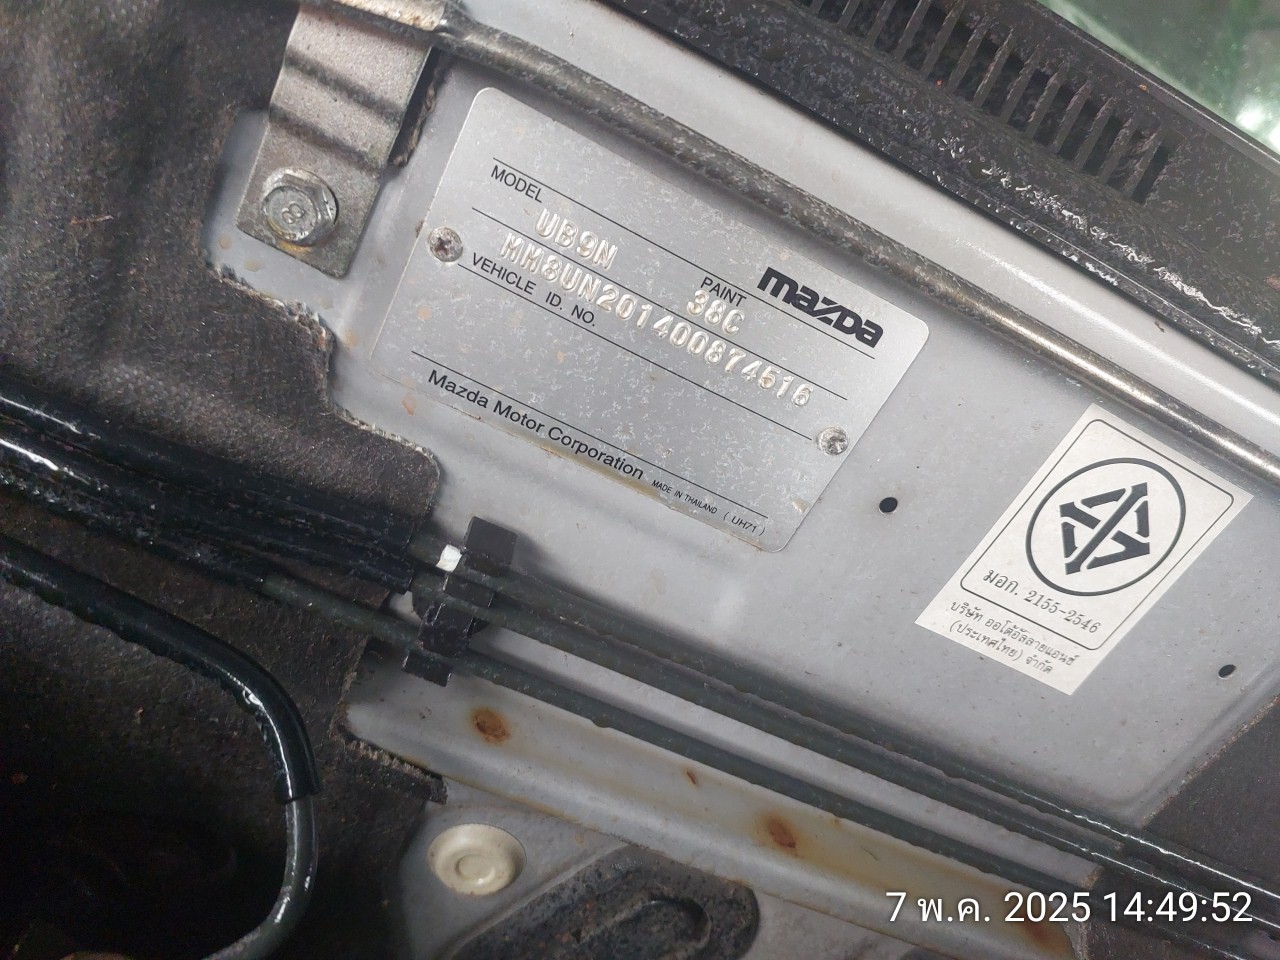 MODEL
UB9N
PAINT
38C
mazda
MM8UN201400874516
VEHICLE ID. NO.
Mazda Motor Corporation MADE IN THAILAND ( UH71 )
มอก. 2155-2546
บริษัท ออโต้อัลลายแอนซ์
(ประเทศไทย) จำกัด
8
7 พ.ค. 2025 14:49:52